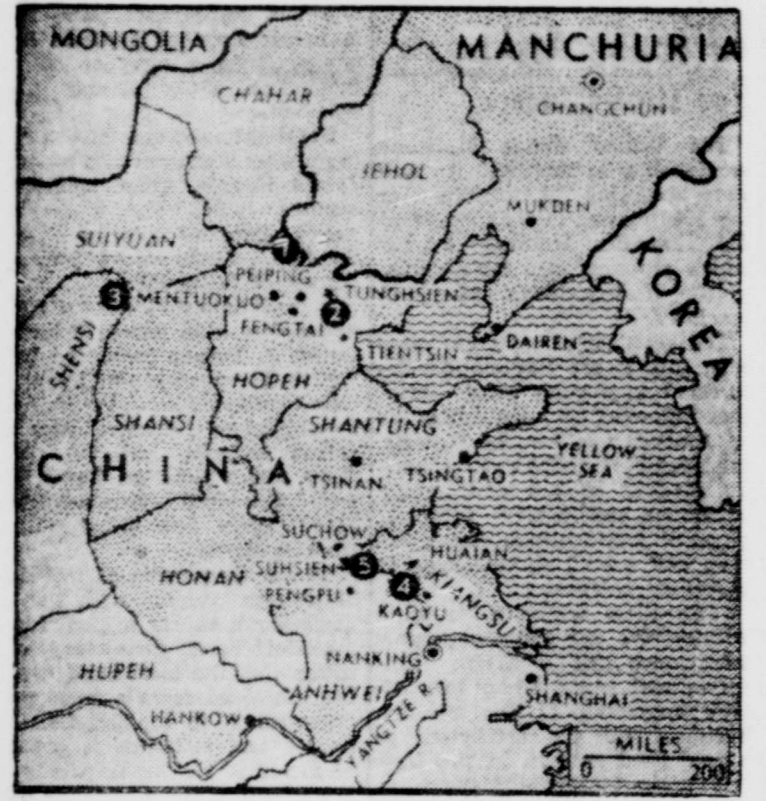 MONGOLIA
MANCHURIA
CHAHAR
CHANGCHUN
JEHOL
MUKDEN
SUIYUAN
KOREA
1
PEIPING
3
MENTUOKUO
TUNGHSIEN
2
FENGTAI
TIENTSIN
DAIREN
SHENSI
HOPEH
SHANSI
SHANTUNG
CHINA
TSINAN
TSINGTAO
YELLOW
SEA
SUCHOW
HUAIAN
HONAN
SUHSIEN
5
4
KIANGSU
PENGPU
KAOYU
NANKING
HUPEH
ANHWEI
SHANGHAI
HANKOW
YANGTZE R.
MILES
0 200